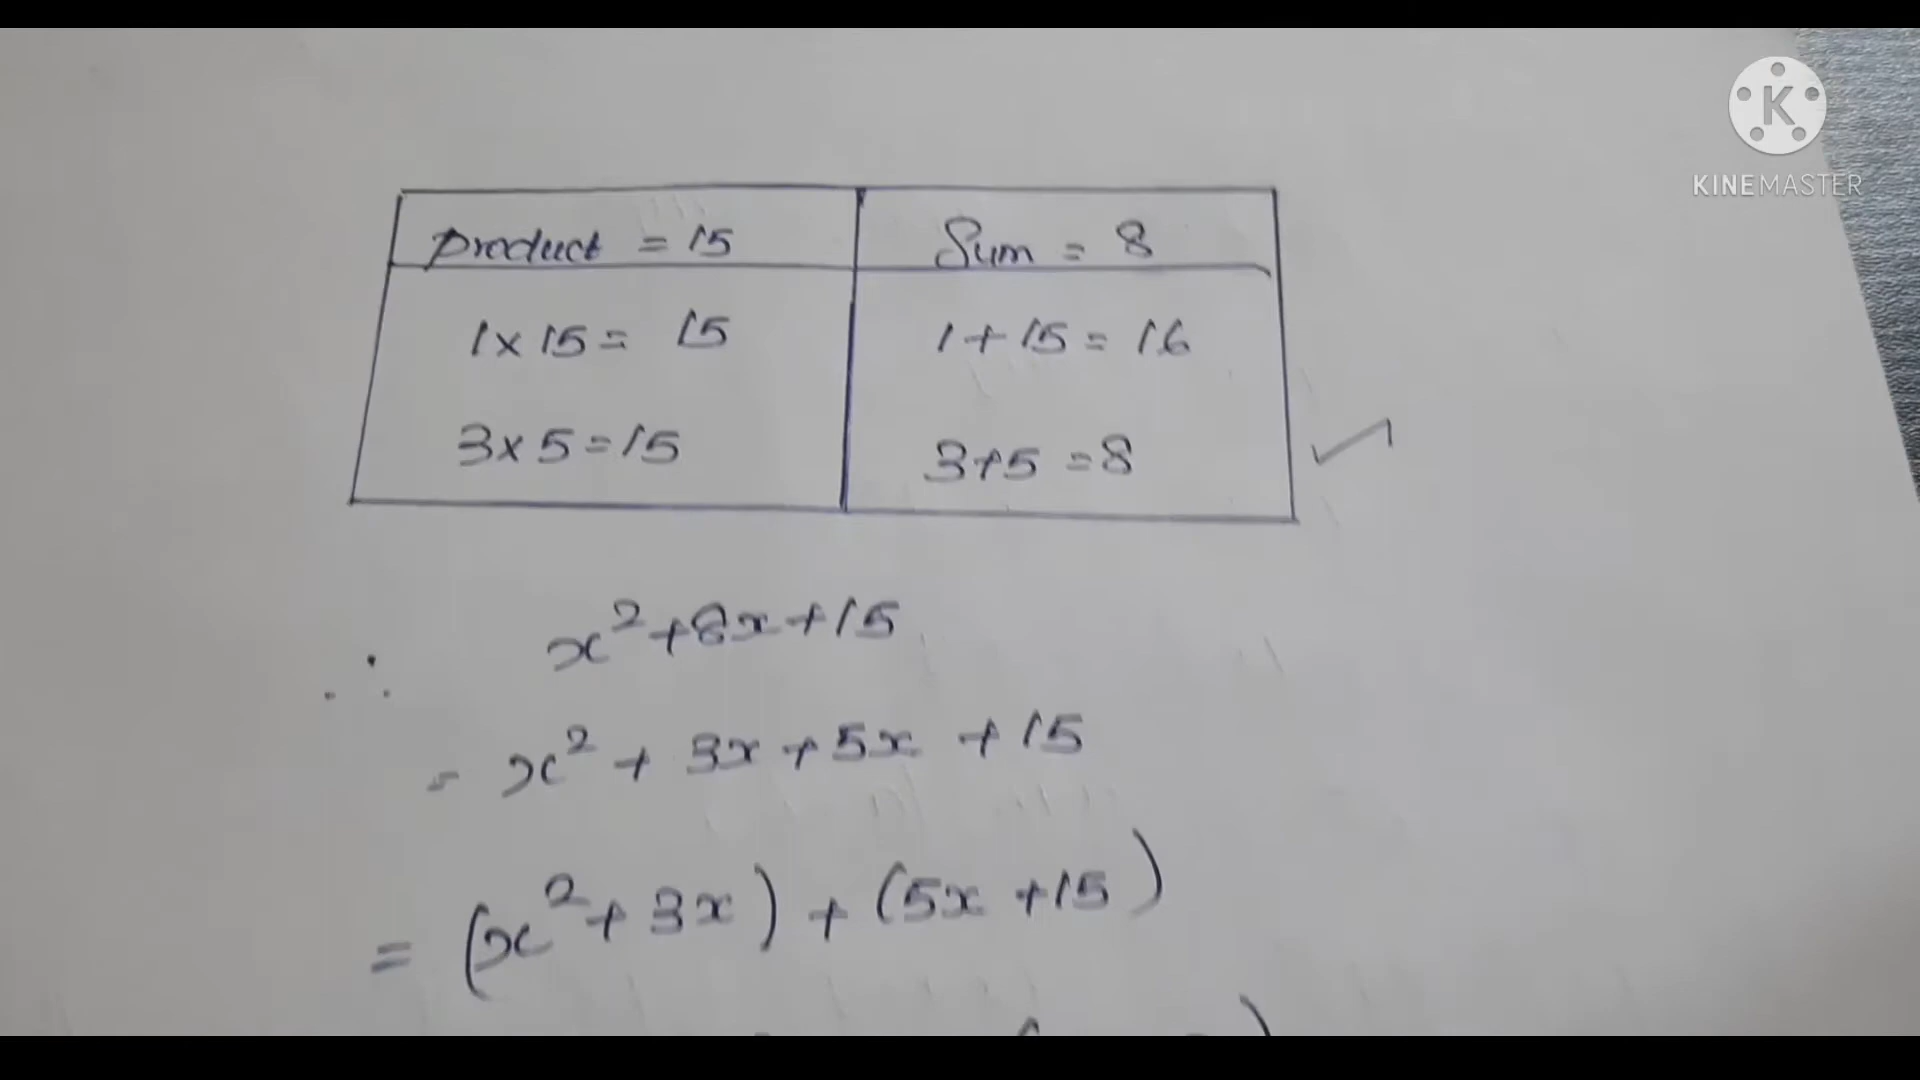 KINEMASTER
Product = 15 Sum = 8
1 x 15 = 15 1 + 15 = 16
3 x 5 = 15 3 + 5 = 8 ✓
∴ x² + 8x + 15
= x² + 3x + 5x + 15
= (x² + 3x) + (5x + 15)